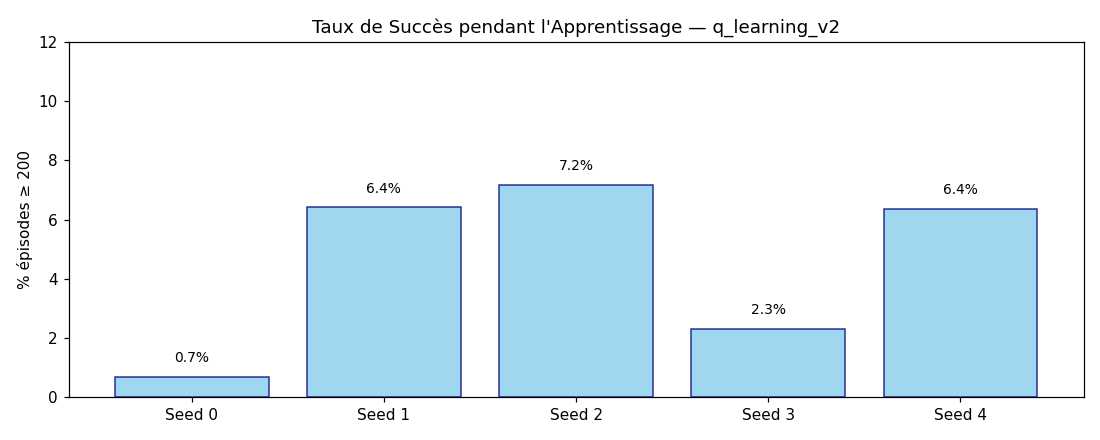 Taux de Succès pendant l'Apprentissage — q_learning_v2
% épisodes ≥ 200
12
10
8
6
4
2
0
0.7%
6.4%
7.2%
2.3%
6.4%
Seed 0
Seed 1
Seed 2
Seed 3
Seed 4